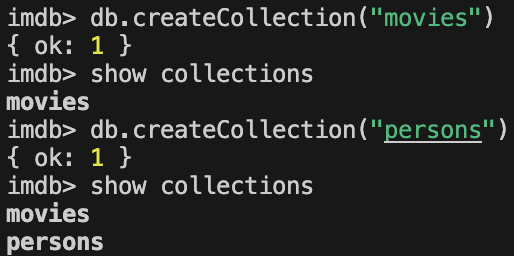 imdb> db.createCollection("movies")
{ ok: 1 }
imdb> show collections
movies
imdb> db.createCollection("persons")
{ ok: 1 }
imdb> show collections
movies
persons